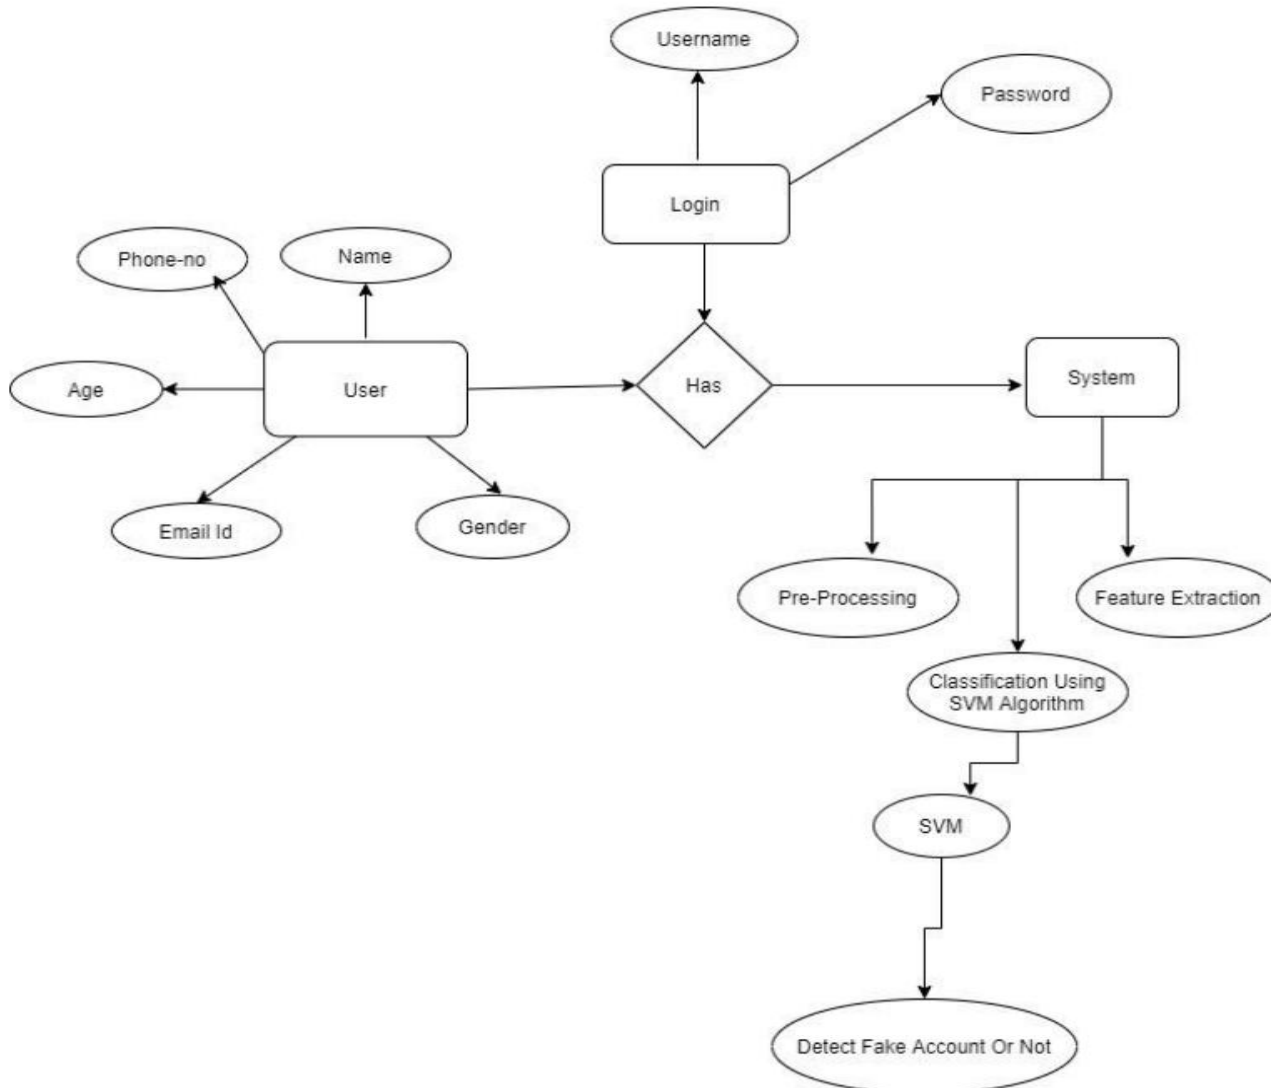 Username
Password
Login
Phone-no
Name
Age
User
Has
System
Email Id
Gender
Pre-Processing
Feature Extraction
Classification Using
SVM Algorithm
SVM
Detect Fake Account Or Not